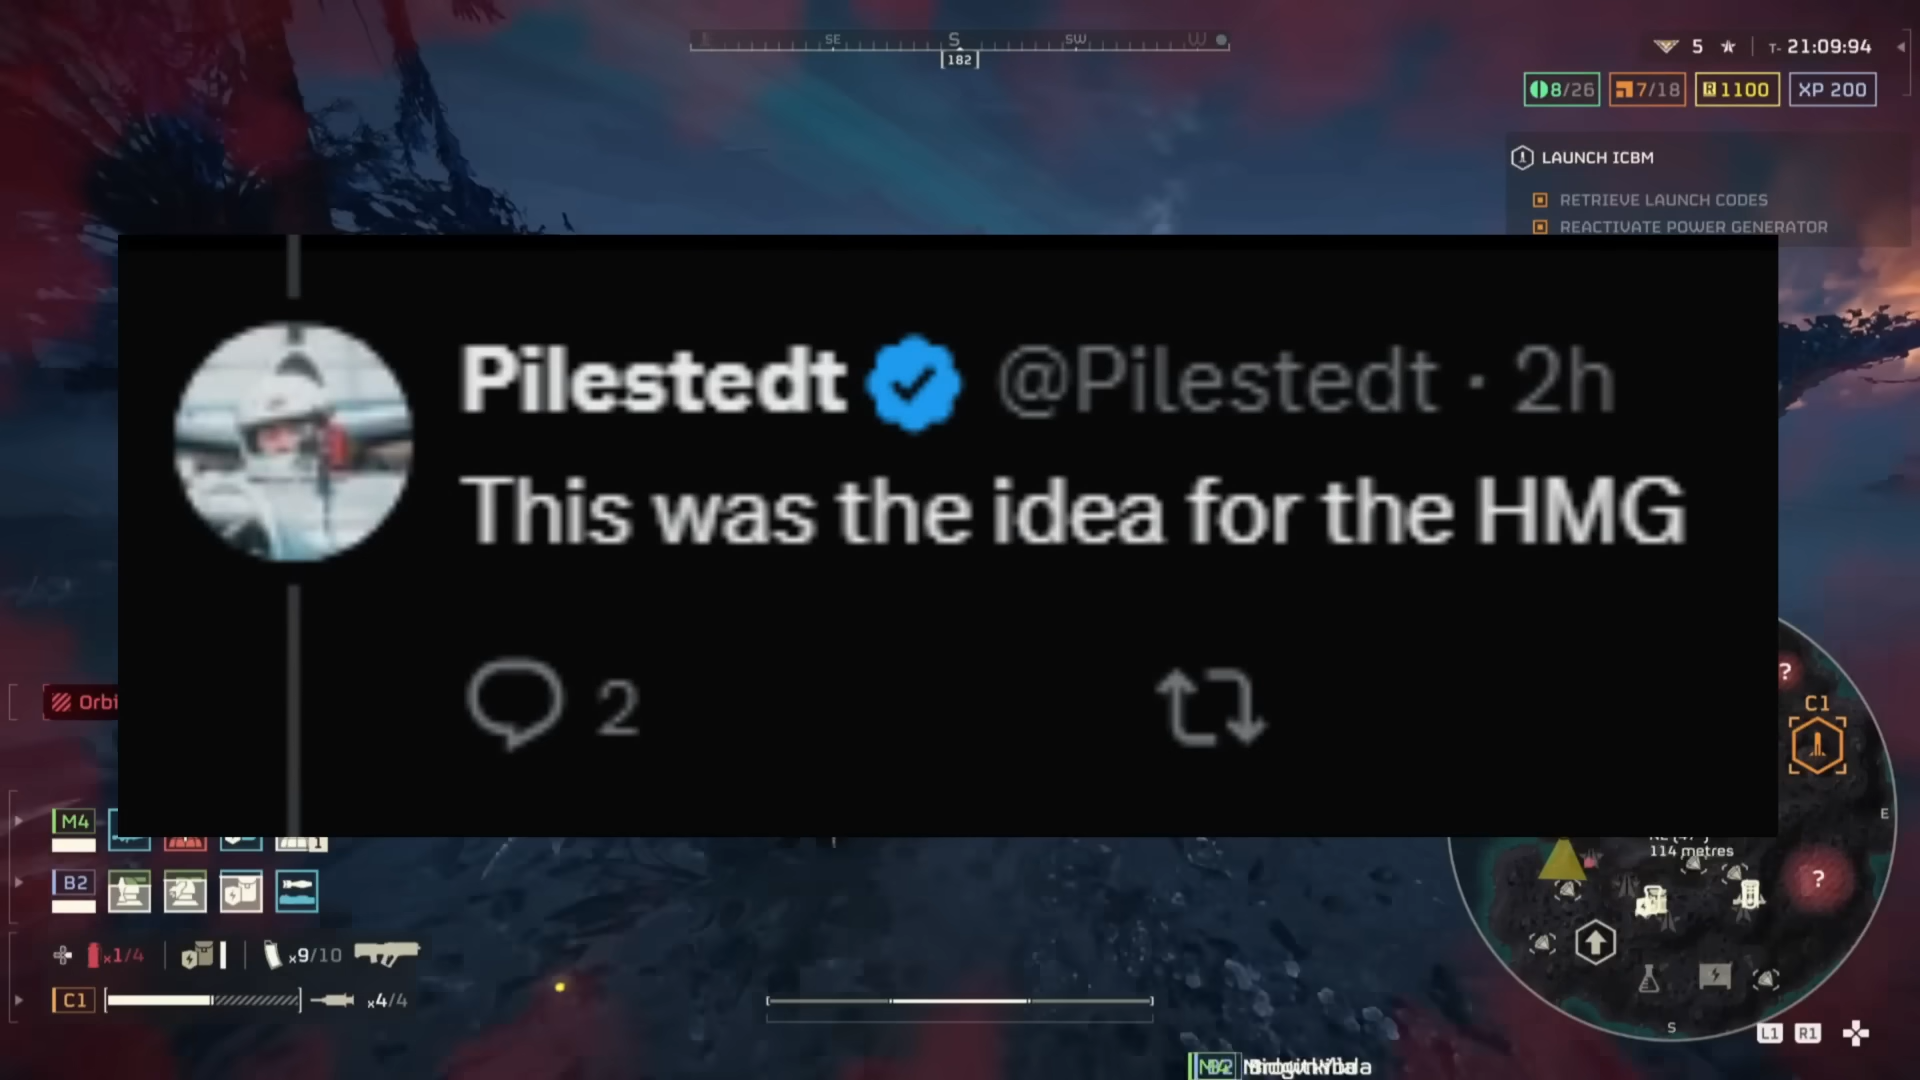 SE S SW W
182
5 T- 21:09:94
8/26 7/18 R 1100 XP 200
LAUNCH ICBM
RETRIEVE LAUNCH CODES
REACTIVATE POWER GENERATOR
Pilestedt @Pilestedt · 2h
This was the idea for the HMG
2
Orbi
?
C1
E
M4
1
114 metres
B2
?
x1/4 x9/10
C1 x4/4
S
L1 R1